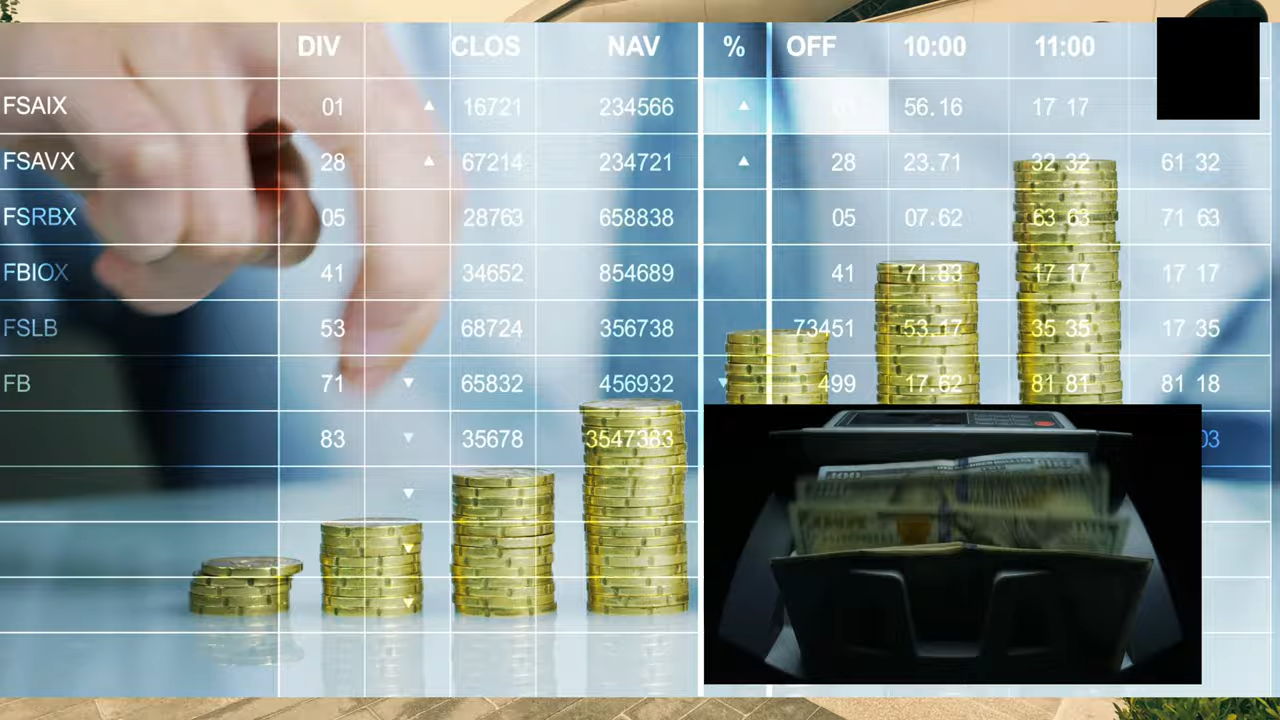 DIV CLOS NAV % OFF 10:00 11:00
FSAIX 01 16721 234566 56.16 17 17
FSAVX 28 67214 234721 28 23.71 32 32 61 32
FSRBX 05 28763 658838 05 07.62 63 63 71 63
FBIOX 41 34652 854689 41 71.83 17 17 17 17
FSLB 53 68724 356738 73451 53.17 35 35 17 35
FB 71 65832 456932 499 17.62 81 81 81 18
83 35678 3547383 03
100